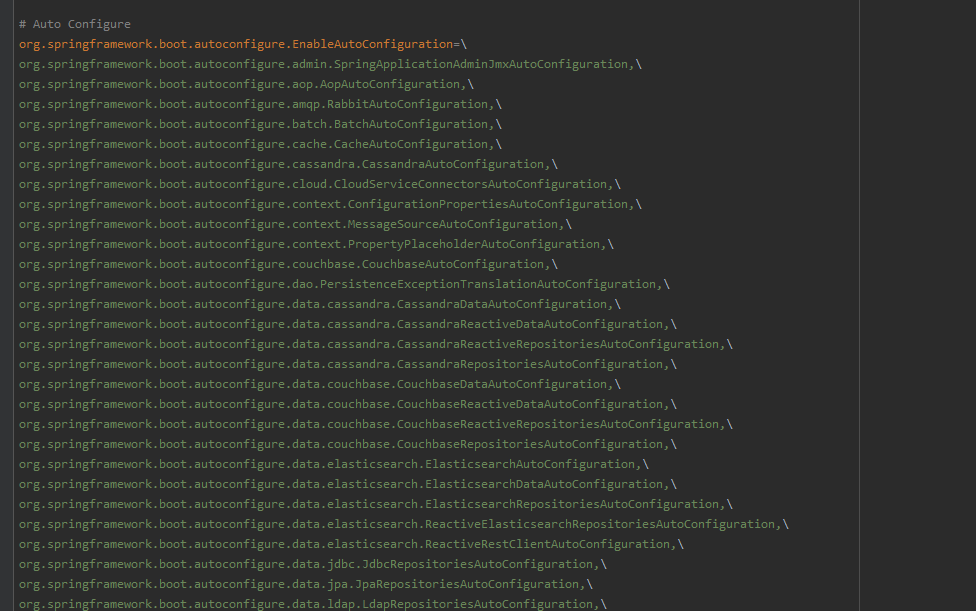 # Auto Configure
org.springframework.boot.autoconfigure.EnableAutoConfiguration=\
org.springframework.boot.autoconfigure.admin.SpringApplicationAdminJmxAutoConfiguration,\
org.springframework.boot.autoconfigure.aop.AopAutoConfiguration,\
org.springframework.boot.autoconfigure.amqp.RabbitAutoConfiguration,\
org.springframework.boot.autoconfigure.batch.BatchAutoConfiguration,\
org.springframework.boot.autoconfigure.cache.CacheAutoConfiguration,\
org.springframework.boot.autoconfigure.cassandra.CassandraAutoConfiguration,\
org.springframework.boot.autoconfigure.cloud.CloudServiceConnectorsAutoConfiguration,\
org.springframework.boot.autoconfigure.context.ConfigurationPropertiesAutoConfiguration,\
org.springframework.boot.autoconfigure.context.MessageSourceAutoConfiguration,\
org.springframework.boot.autoconfigure.context.PropertyPlaceholderAutoConfiguration,\
org.springframework.boot.autoconfigure.couchbase.CouchbaseAutoConfiguration,\
org.springframework.boot.autoconfigure.dao.PersistenceExceptionTranslationAutoConfiguration,\
org.springframework.boot.autoconfigure.data.cassandra.CassandraDataAutoConfiguration,\
org.springframework.boot.autoconfigure.data.cassandra.CassandraReactiveDataAutoConfiguration,\
org.springframework.boot.autoconfigure.data.cassandra.CassandraReactiveRepositoriesAutoConfiguration,\
org.springframework.boot.autoconfigure.data.cassandra.CassandraRepositoriesAutoConfiguration,\
org.springframework.boot.autoconfigure.data.couchbase.CouchbaseDataAutoConfiguration,\
org.springframework.boot.autoconfigure.data.couchbase.CouchbaseReactiveDataAutoConfiguration,\
org.springframework.boot.autoconfigure.data.couchbase.CouchbaseReactiveRepositoriesAutoConfiguration,\
org.springframework.boot.autoconfigure.data.couchbase.CouchbaseRepositoriesAutoConfiguration,\
org.springframework.boot.autoconfigure.data.elasticsearch.ElasticsearchAutoConfiguration,\
org.springframework.boot.autoconfigure.data.elasticsearch.ElasticsearchDataAutoConfiguration,\
org.springframework.boot.autoconfigure.data.elasticsearch.ElasticsearchRepositoriesAutoConfiguration,\
org.springframework.boot.autoconfigure.data.elasticsearch.ReactiveElasticsearchRepositoriesAutoConfiguration,\
org.springframework.boot.autoconfigure.data.elasticsearch.ReactiveRestClientAutoConfiguration,\
org.springframework.boot.autoconfigure.data.jdbc.JdbcRepositoriesAutoConfiguration,\
org.springframework.boot.autoconfigure.data.jpa.JpaRepositoriesAutoConfiguration,\
org.springframework.boot.autoconfigure.data.ldap.LdapRepositoriesAutoConfiguration,\